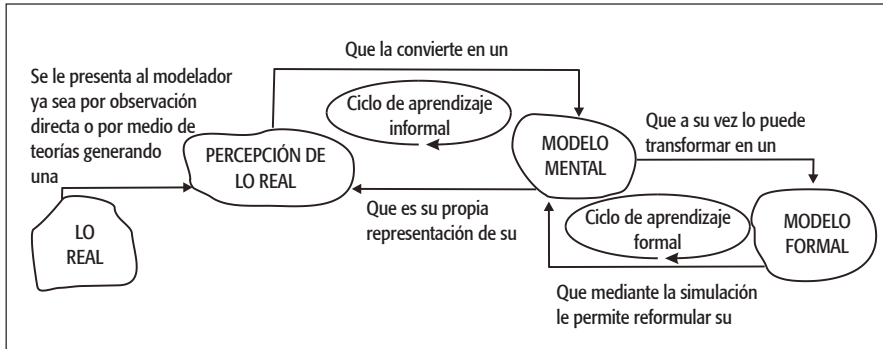 Que la convierte en un
Se le presenta al modelador
ya sea por observación
directa o por medio de
teorías generando
una
Ciclo de aprendizaje
informal
PERCEPCIÓN DE
LO REAL
MODELO
MENTAL
Que a su vez lo puede
transformar en un
LO
REAL
Que es su propia
representación de su
Ciclo de aprendizaje
formal
MODELO
FORMAL
Que mediante la simulación
le permite reformular su